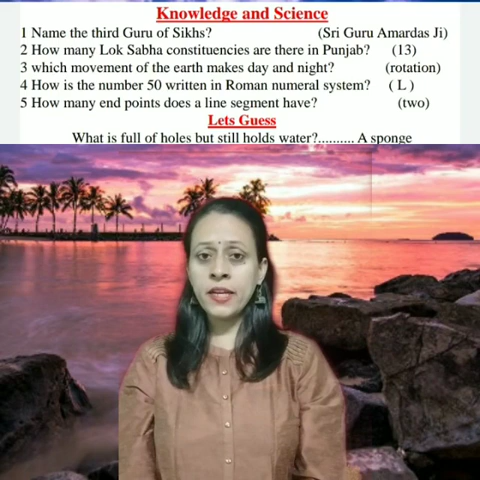 Knowledge and Science
1 Name the third Guru of Sikhs? (Sri Guru Amardas Ji)
2 How many Lok Sabha constituencies are there in Punjab? (13)
3 which movement of the earth makes day and night? (rotation)
4 How is the number 50 written in Roman numeral system? ( L )
5 How many end points does a line segment have? (two)
Lets Guess
What is full of holes but still holds water?.......... A sponge